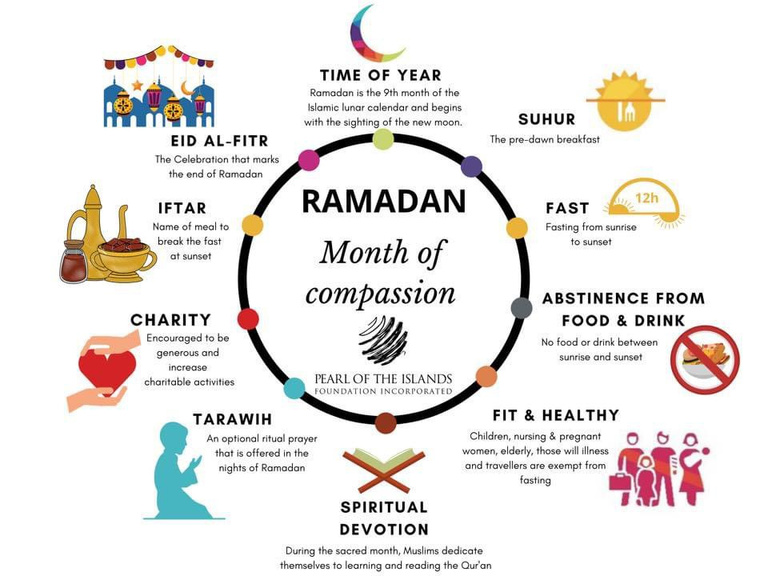 TIME OF YEAR
Ramadan is the 9th month of the
Islamic lunar calendar and begins
with the sighting of the new moon.
SUHUR
The pre-dawn breakfast
FAST
12h
Fasting from sunrise
to sunset
ABSTINENCE FROM
FOOD & DRINK
No food or drink between
sunrise and sunset
FIT & HEALTHY
Children, nursing & pregnant
women, elderly, those will illness
and travellers are exempt from
fasting
SPIRITUAL
DEVOTION
During the sacred month, Muslims dedicate
themselves to learning and reading the Qur'an
TARAWIH
An optional ritual prayer
that is offered in the
nights of Ramadan
CHARITY
Encouraged to be
generous and
increase
charitable activities
IFTAR
Name of meal to
break the fast
at sunset
EID AL-FITR
The Celebration that marks
the end of Ramadan
RAMADAN
Month of
compassion
PEARL OF THE ISLANDS
FOUNDATION INCORPORATED